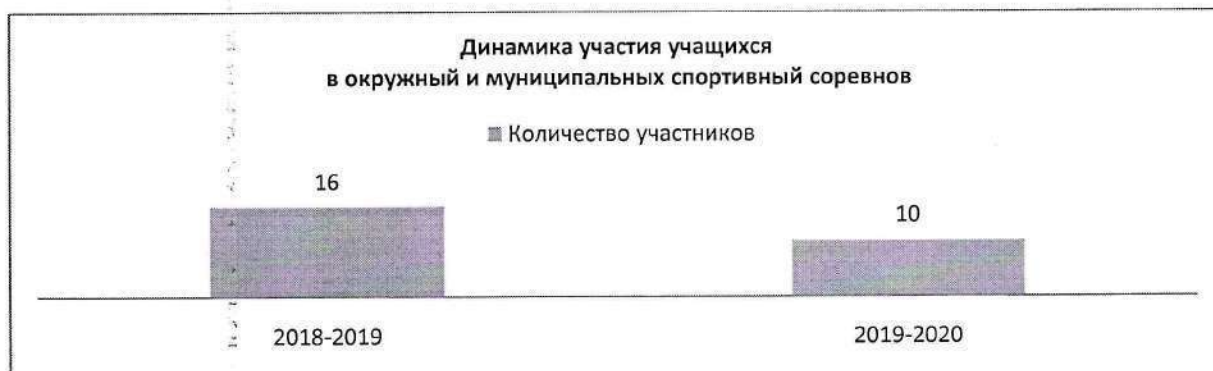 Динамика участия учащихся
в окружный и муниципальных спортивный соревнов
Количество участников
16
10
2018-2019
2019-2020